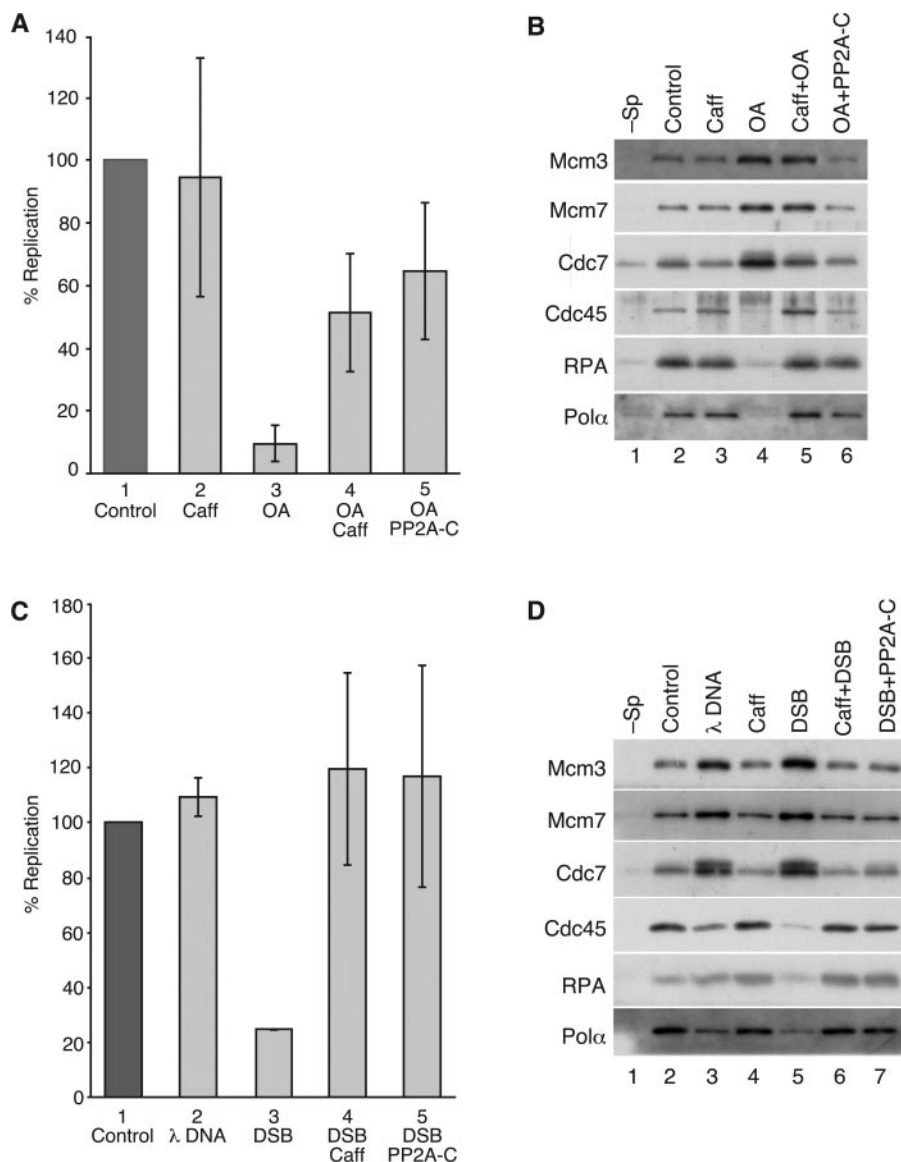 A
% Replication
140
120
100
80
60
40
20
0
1 2 3 4 5
Control Caff OA OA OA
Caff PP2A-C
B
–Sp Control Caff OA Caff+OA OA+PP2A-C
Mcm3
Mcm7
Cdc7
Cdc45
RPA
Polα
1 2 3 4 5 6
C
% Replication
180
160
140
120
100
80
60
40
20
0
1 2 3 4 5
Control λ DNA DSB DSB DSB
Caff PP2A-C
D
–Sp Control λ DNA Caff DSB Caff+DSB DSB+PP2A-C
Mcm3
Mcm7
Cdc7
Cdc45
RPA
Polα
1 2 3 4 5 6 7